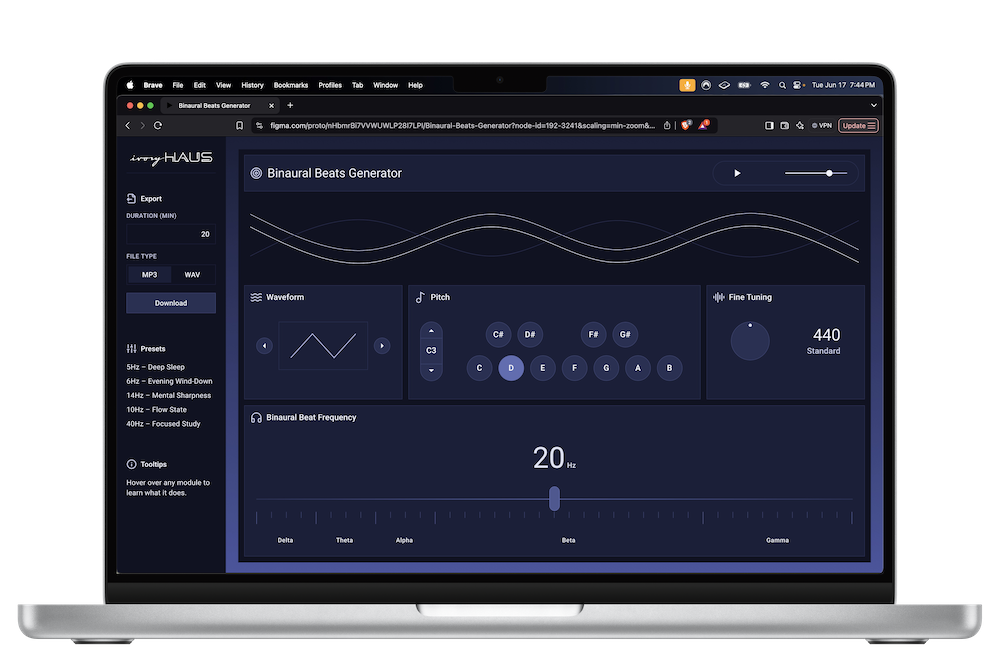 Brave File Edit View History Bookmarks Profiles Tab Window Help
Tue Jun 17 7:44 PM
Binaural Beats Generator
figma.com/proto/nHbmrBi7VVWUWLP28I7LPl/Binaural-Beats-Generator?node-id=192-3241&scaling=min-zoom&...
VPN
Update
ivory HAUS
Export
DURATION (MIN)
20
FILE TYPE
MP3 WAV
Download
Presets
5Hz – Deep Sleep
6Hz – Evening Wind-Down
14Hz – Mental Sharpness
10Hz – Flow State
40Hz – Focused Study
Tooltips
Hover over any module to
learn what it does.
Binaural Beats Generator
Waveform
Pitch
C3
C# D# F# G#
C D E F G A B
Fine Tuning
440
Standard
Binaural Beat Frequency
20 Hz
Delta Theta Alpha Beta Gamma